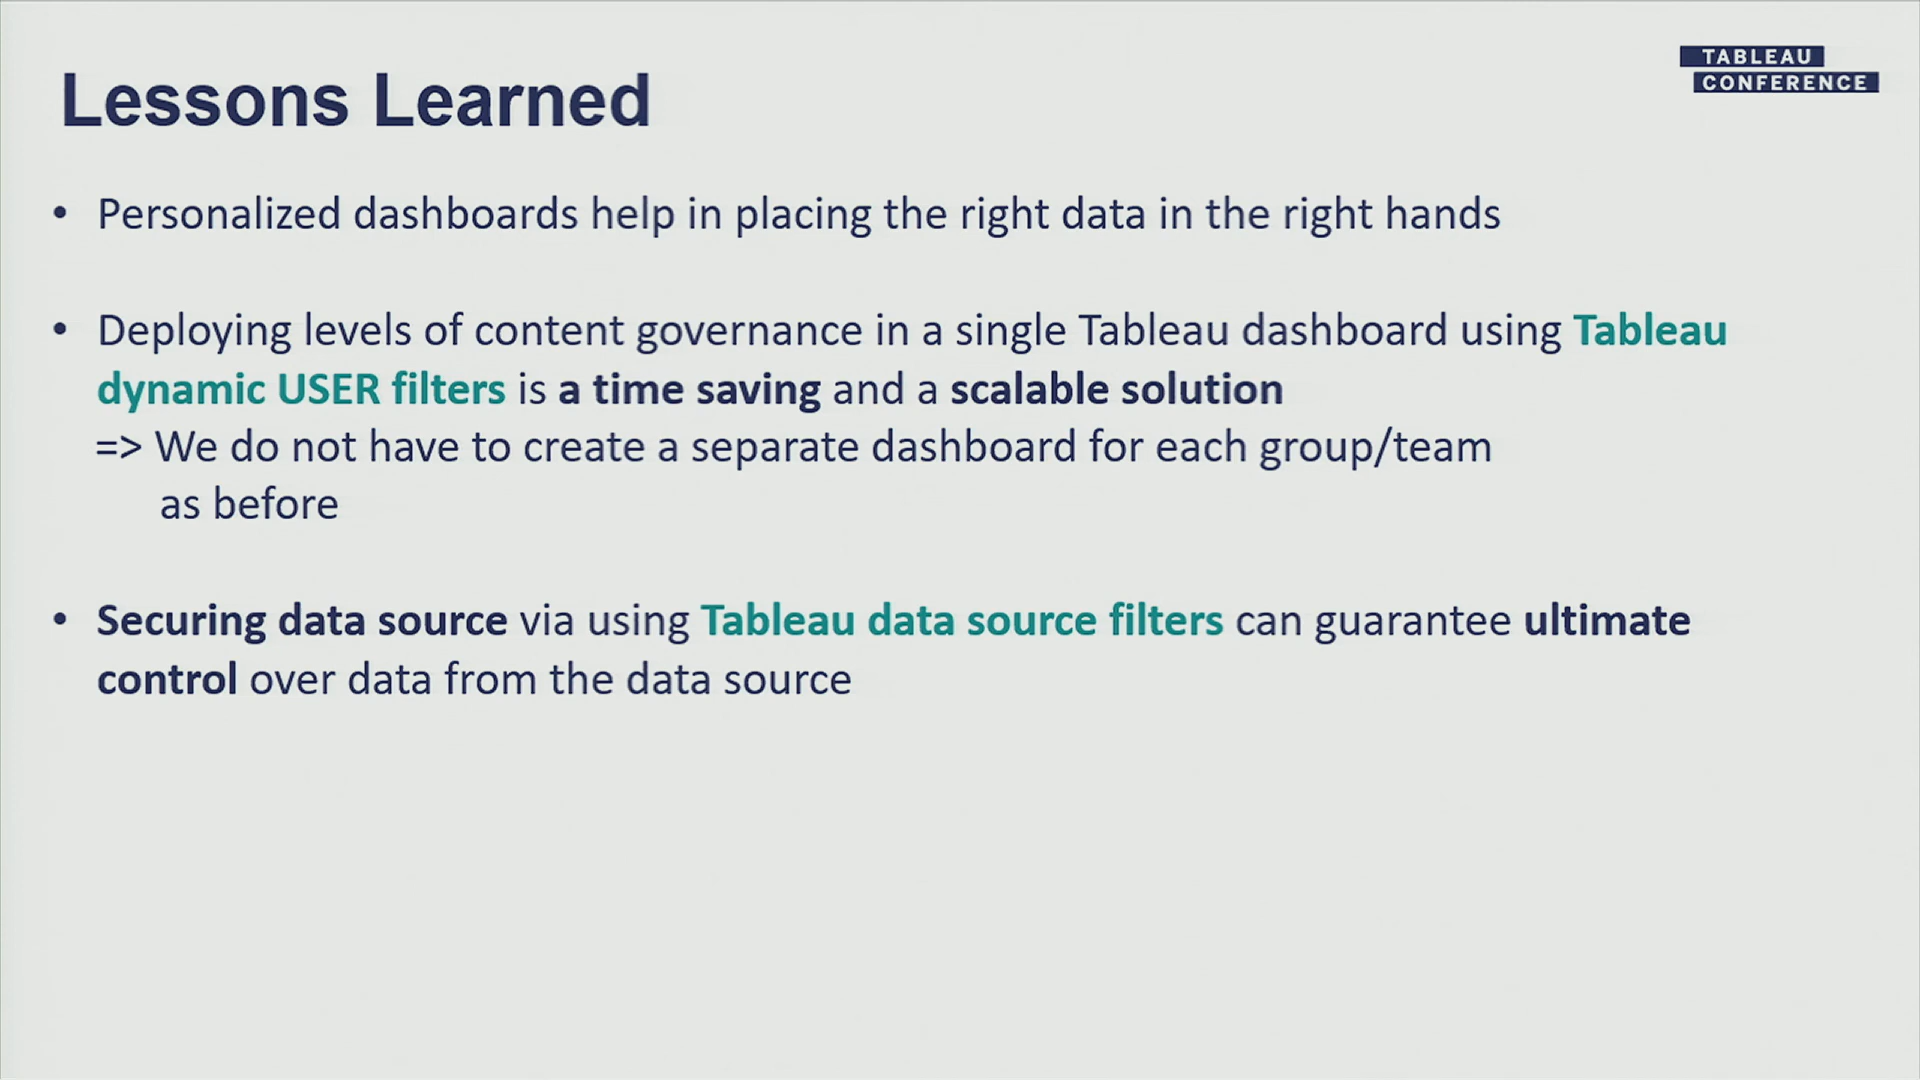 TABLEAU
CONFERENCE
Lessons Learned
• Personalized dashboards help in placing the right data in the right hands
• Deploying levels of content governance in a single Tableau dashboard using Tableau
dynamic USER filters is a time saving and a scalable solution
=> We do not have to create a separate dashboard for each group/team
as before
• Securing data source via using Tableau data source filters can guarantee ultimate
control over data from the data source